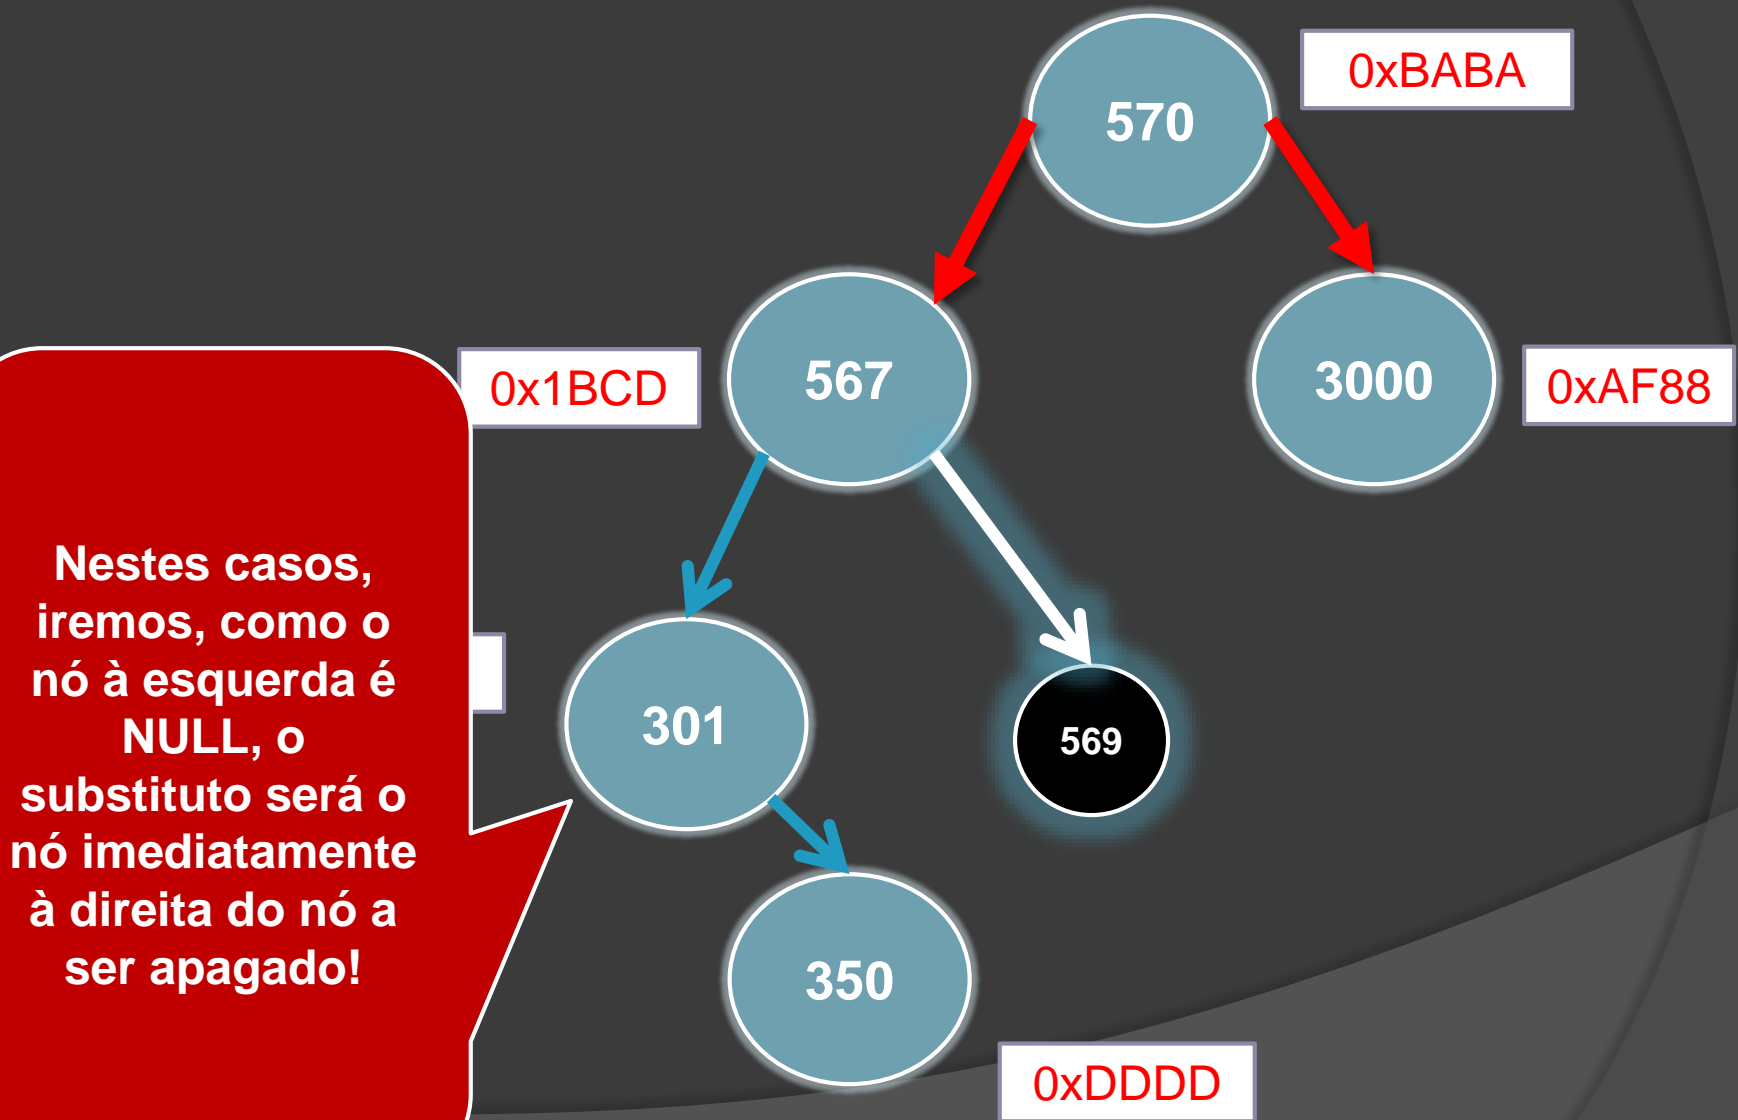 570
0xBABA
0x1BCD
567
3000
0xAF88
Nestes casos,
iremos, como o
nó à esquerda é
NULL, o
substituto será o
nó imediatamente
à direita do nó a
ser apagado!
301
569
350
0xDDDD